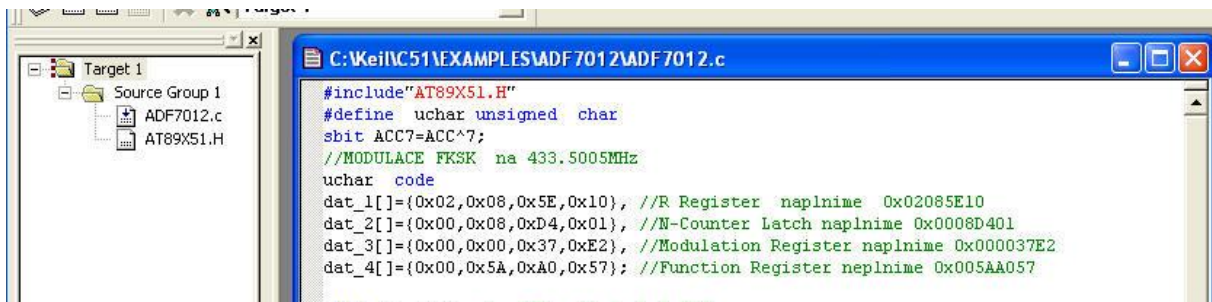 Target 1
Source Group 1
ADF7012.c
AT89X51.H
C:\Keil\C51\EXAMPLES\ADF7012\ADF7012.c
#include"AT89X51.H"
#define uchar unsigned char
sbit ACC7=ACC^7;
//MODULACE FKSK na 433.5005MHz
uchar code
dat_1[]={0x02,0x08,0x5E,0x10}, //R Register naplnime 0x02085E10
dat_2[]={0x00,0x08,0xD4,0x01}, //N-Counter Latch naplnime 0x0008D401
dat_3[]={0x00,0x00,0x37,0xE2}, //Modulation Register naplnime 0x000037E2
dat_4[]={0x00,0x5A,0xA0,0x57}; //Function Register neplnime 0x005AA057